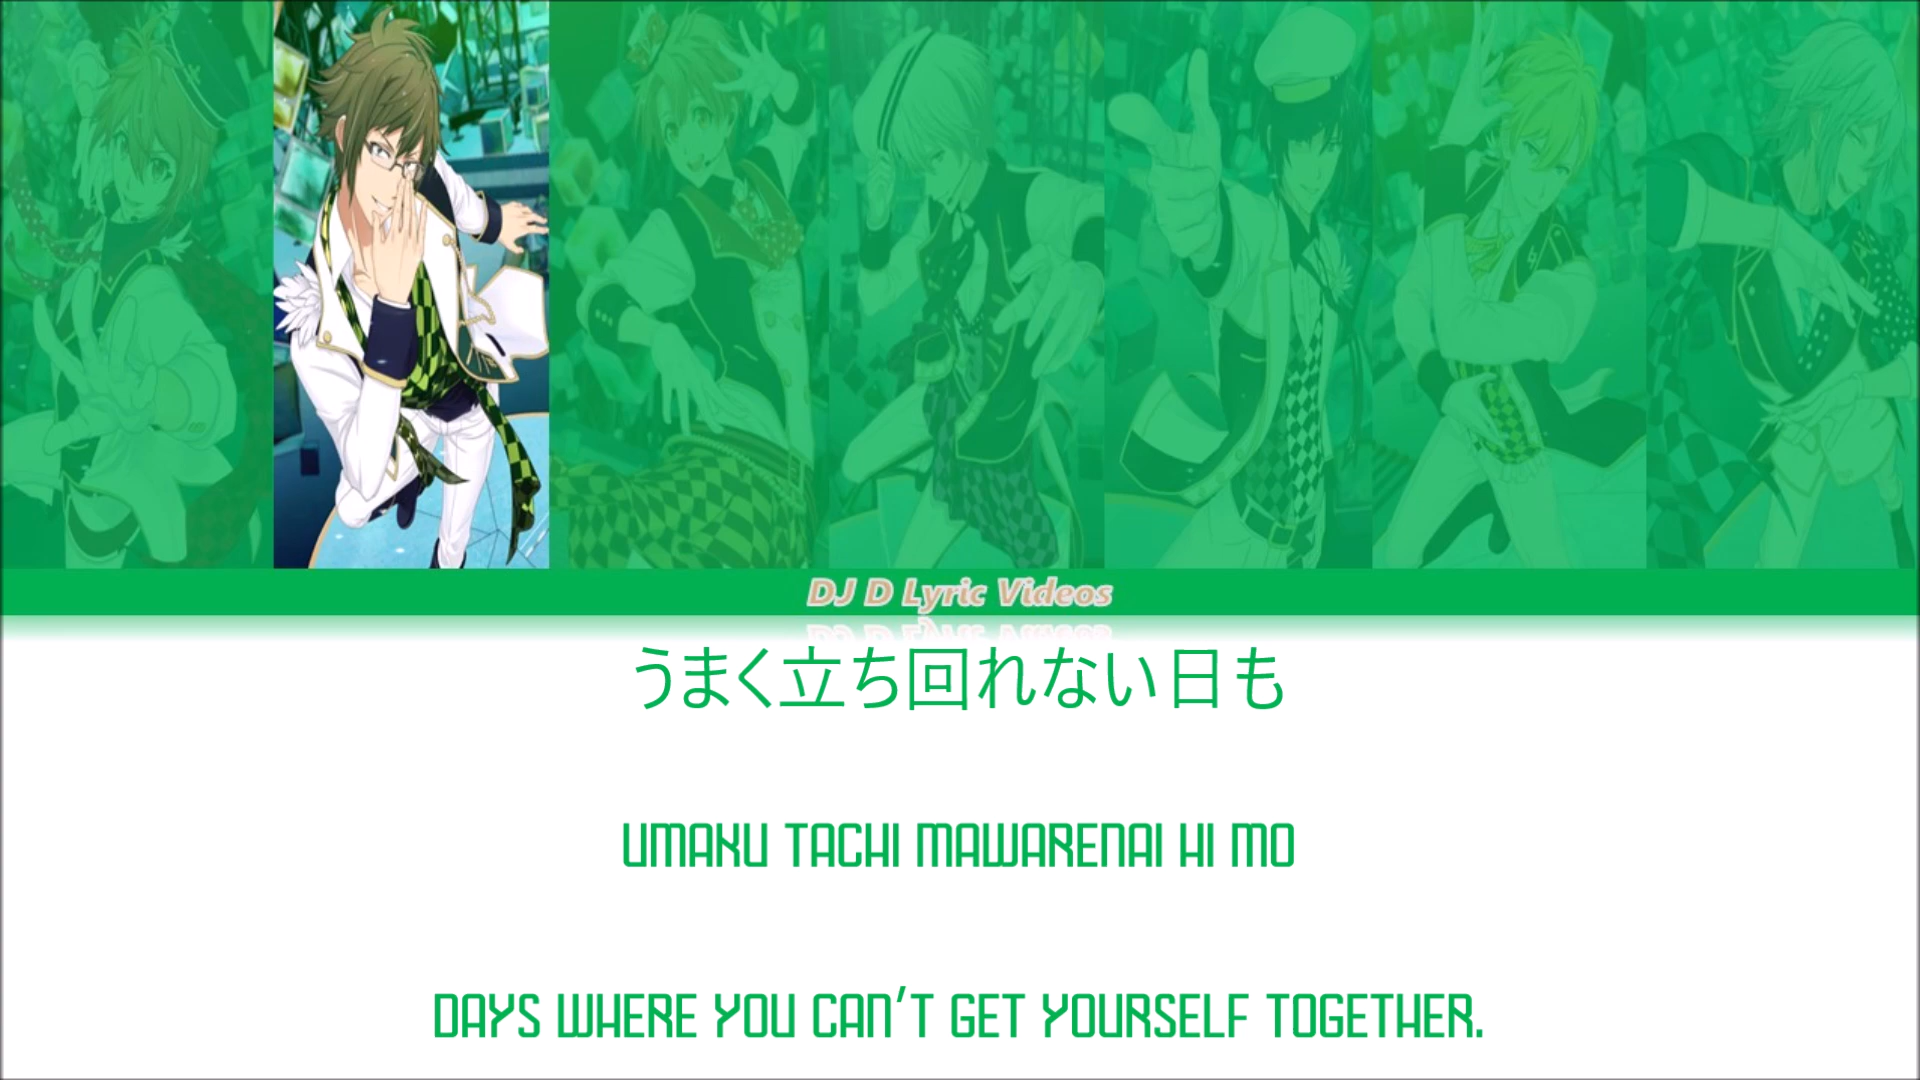 DJ D Lyric Videos
うまく立ち回れない日も
UMAKU TACHI MAWARENAI HI MO
DAYS WHERE YOU CAN'T GET YOURSELF TOGETHER.